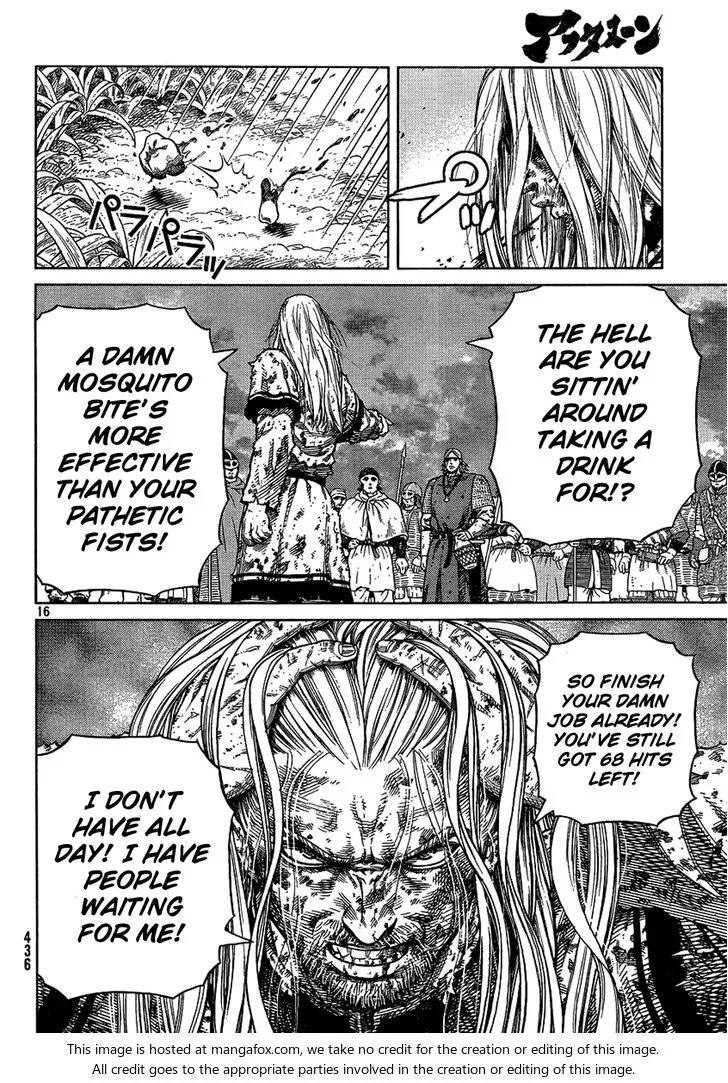 アフタヌーン
パラパラッ
THE HELL
ARE YOU
SITTIN'
AROUND
TAKING A
DRINK
FOR!?
A DAMN
MOSQUITO
BITE'S
MORE
EFFECTIVE
THAN YOUR
PATHETIC
FISTS!
16
SO FINISH
YOUR DAMN
JOB ALREADY!
YOU'VE STILL
GOT 68 HITS
LEFT!
I DON'T
HAVE ALL
DAY! I HAVE
PEOPLE
WAITING
FOR ME!
436
This image is hosted at mangafox.com, we take no credit for the creation or editing of this image.
All credit goes to the appropriate parties involved in the creation or editing of this image.